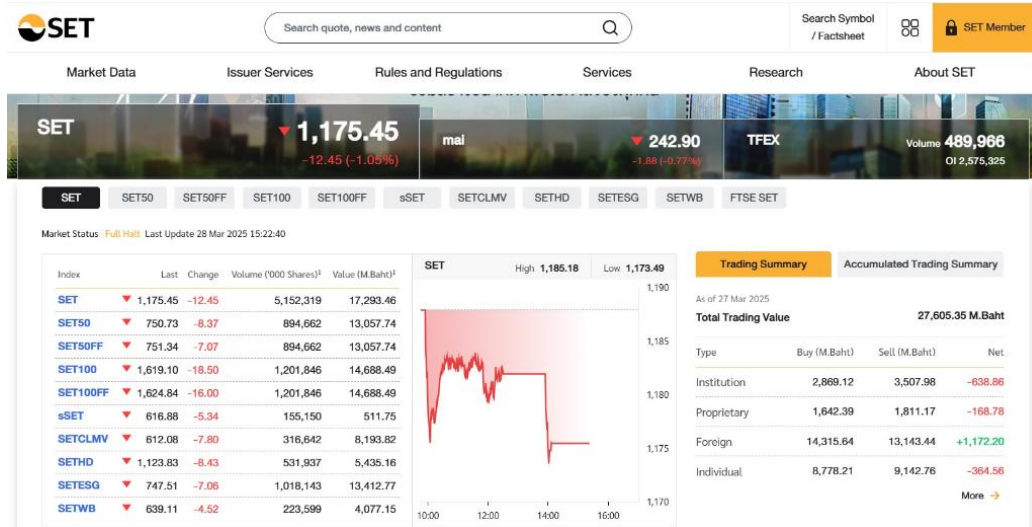 SET
Search quote, news and content
Search Symbol
/ Factsheet
SET Member
Market Data Issuer Services Rules and Regulations Services Research About SET
SET 1,175.45
-12.45 (-1.05%)
mai 242.90
-1.88 (-0.77%)
TFEX Volume 489,966
OI 2,575,325
SET SET50 SET50FF SET100 SET100FF sSET SETCLMV SETHD SETESG SETWB FTSE SET
Market Status Full Halt Last Update 28 Mar 2025 15:22:40
Index Last Change Volume ('000 Shares)¹ Value (M.Baht)¹
SET 1,175.45 -12.45 5,152,319 17,293.46
SET50 750.73 -8.37 894,662 13,057.74
SET50FF 751.34 -7.07 894,662 13,057.74
SET100 1,619.10 -18.50 1,201,846 14,688.49
SET100FF 1,624.84 -16.00 1,201,846 14,688.49
sSET 616.88 -5.34 155,150 511.75
SETCLMV 612.08 -7.80 316,642 8,193.82
SETHD 1,123.83 -8.43 531,937 5,435.16
SETESG 747.51 -7.06 1,018,143 13,412.77
SETWB 639.11 -4.52 223,599 4,077.15
SET High 1,185.18 Low 1,173.49
1,190
1,185
1,180
1,175
1,170
10:00 12:00 14:00 16:00
Trading Summary Accumulated Trading Summary
As of 27 Mar 2025
Total Trading Value 27,605.35 M.Baht
Type Buy (M.Baht) Sell (M.Baht) Net
Institution 2,869.12 3,507.98 -638.86
Proprietary 1,642.39 1,811.17 -168.78
Foreign 14,315.64 13,143.44 +1,172.20
Individual 8,778.21 9,142.76 -364.56
More →